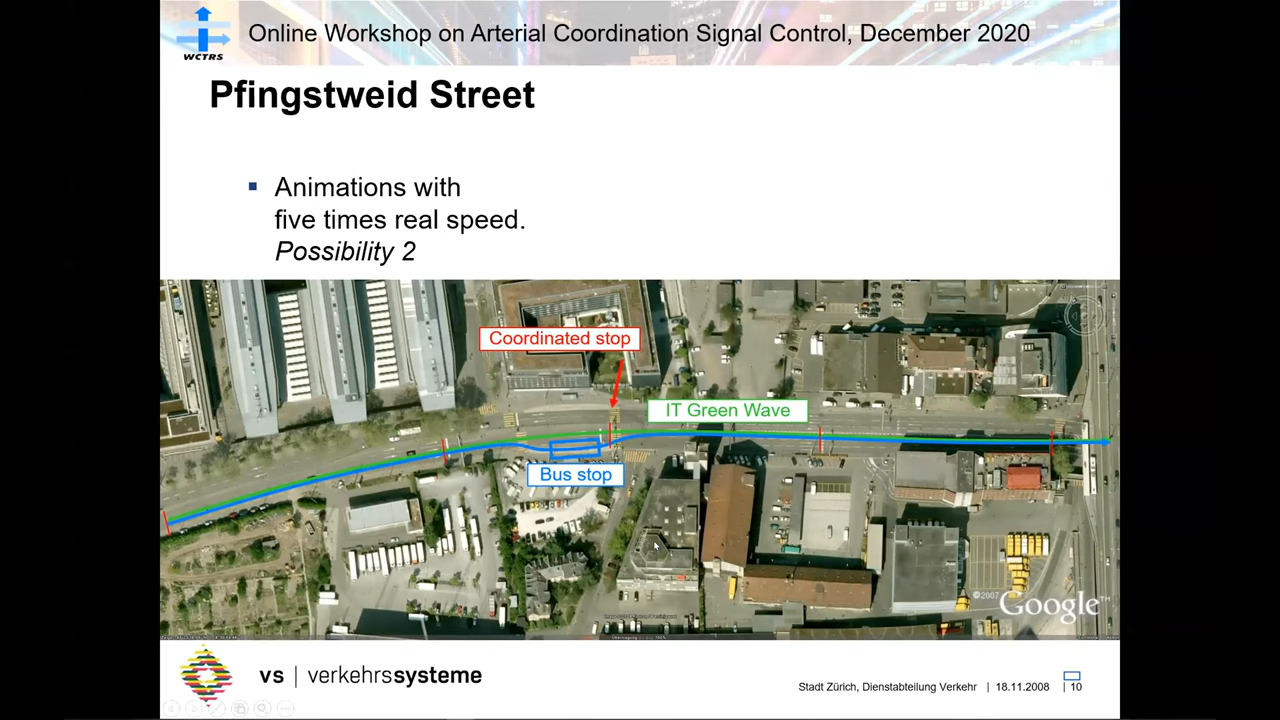 Online Workshop on Arterial Coordination Signal Control, December 2020
WCTRS
Pfingstweid Street
Animations with
five times real speed.
Possibility 2
Coordinated stop
IT Green Wave
Bus stop
©2007 Google™
vs | verkehrssysteme
Stadt Zürich, Dienstabteilung Verkehr | 18.11.2008 | 10